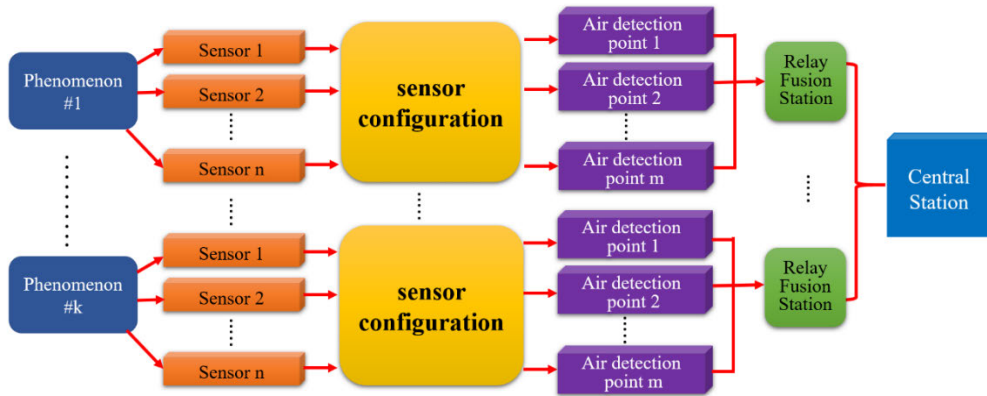 Phenomenon
#1
Sensor 1
Sensor 2
Sensor n
sensor
configuration
Air detection
point 1
Air detection
point 2
Air detection
point m
Relay
Fusion
Station
Central
Station
Phenomenon
#k
Sensor 1
Sensor 2
Sensor n
sensor
configuration
Air detection
point 1
Air detection
point 2
Air detection
point m
Relay
Fusion
Station